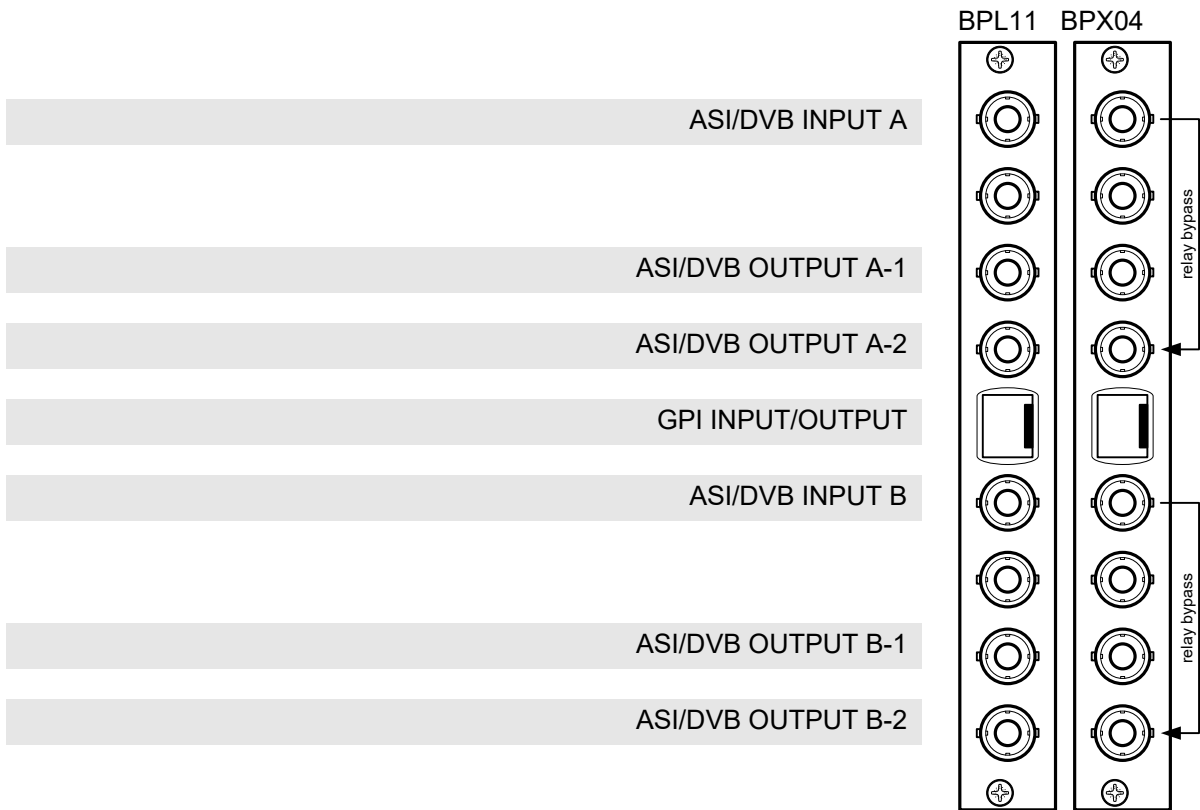 BPL11 BPX04
ASI/DVB INPUT A
relay bypass
ASI/DVB OUTPUT A-1
ASI/DVB OUTPUT A-2
GPI INPUT/OUTPUT
ASI/DVB INPUT B
relay bypass
ASI/DVB OUTPUT B-1
ASI/DVB OUTPUT B-2